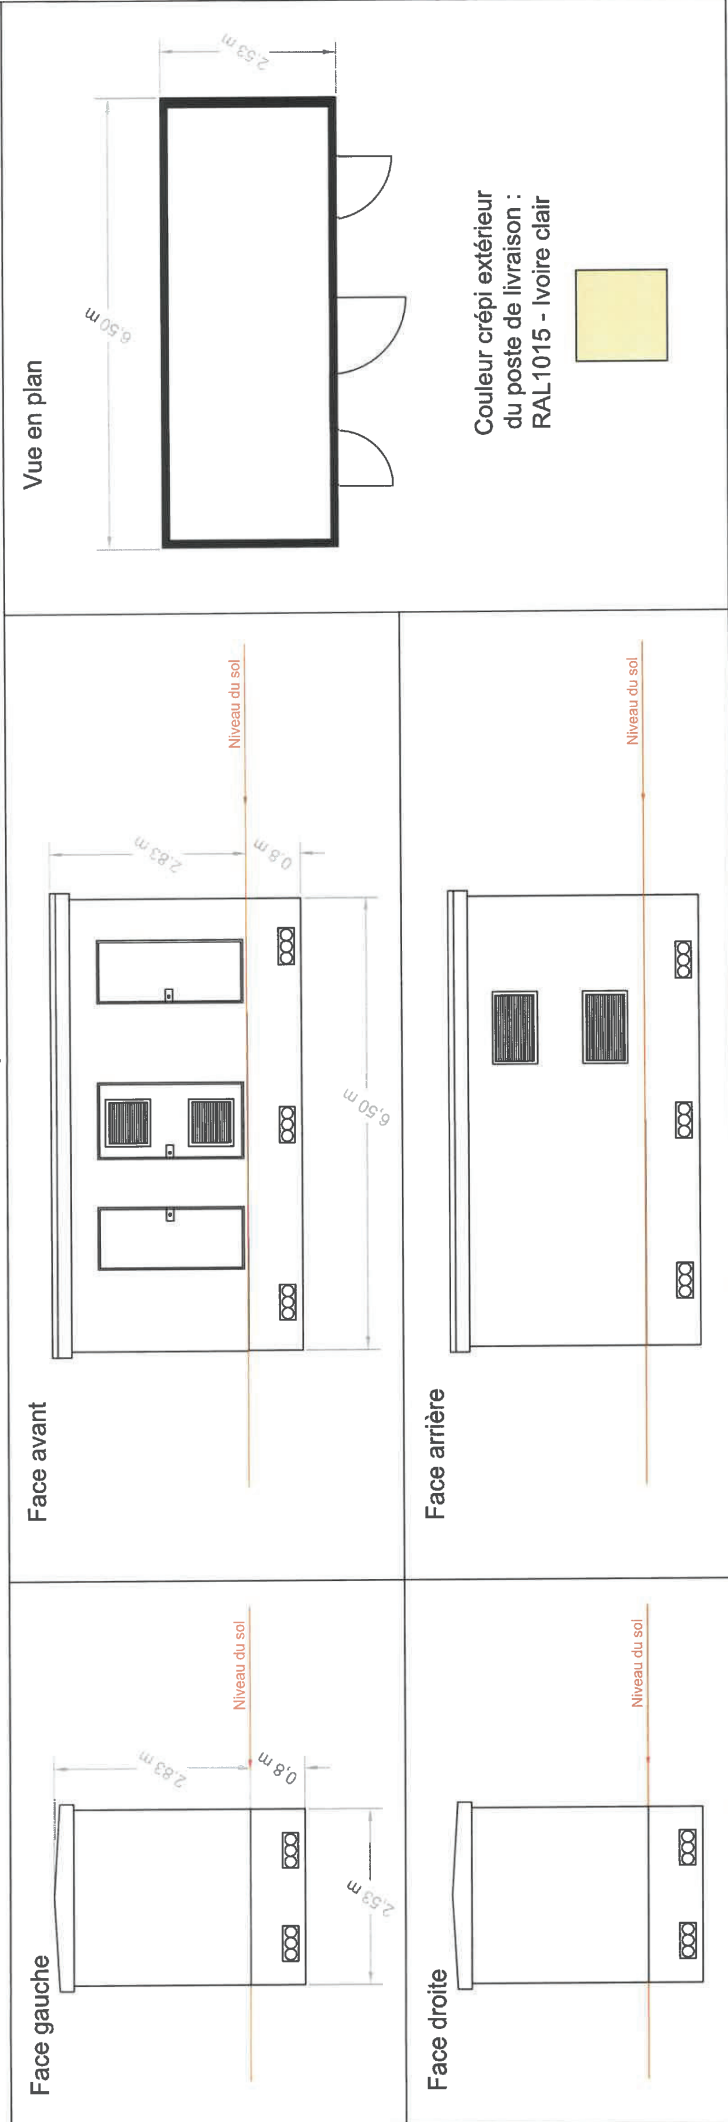 Face gauche
2,83 m
0,8 m
2,53 m
Niveau du sol
Face avant
2,83 m
0,8 m
6,50 m
Niveau du sol
Vue en plan
6,50 m
2,53 m
Couleur crépi extérieur
du poste de livraison :
RAL1015 - Ivoire clair
Face droite
Niveau du sol
Face arrière
Niveau du sol